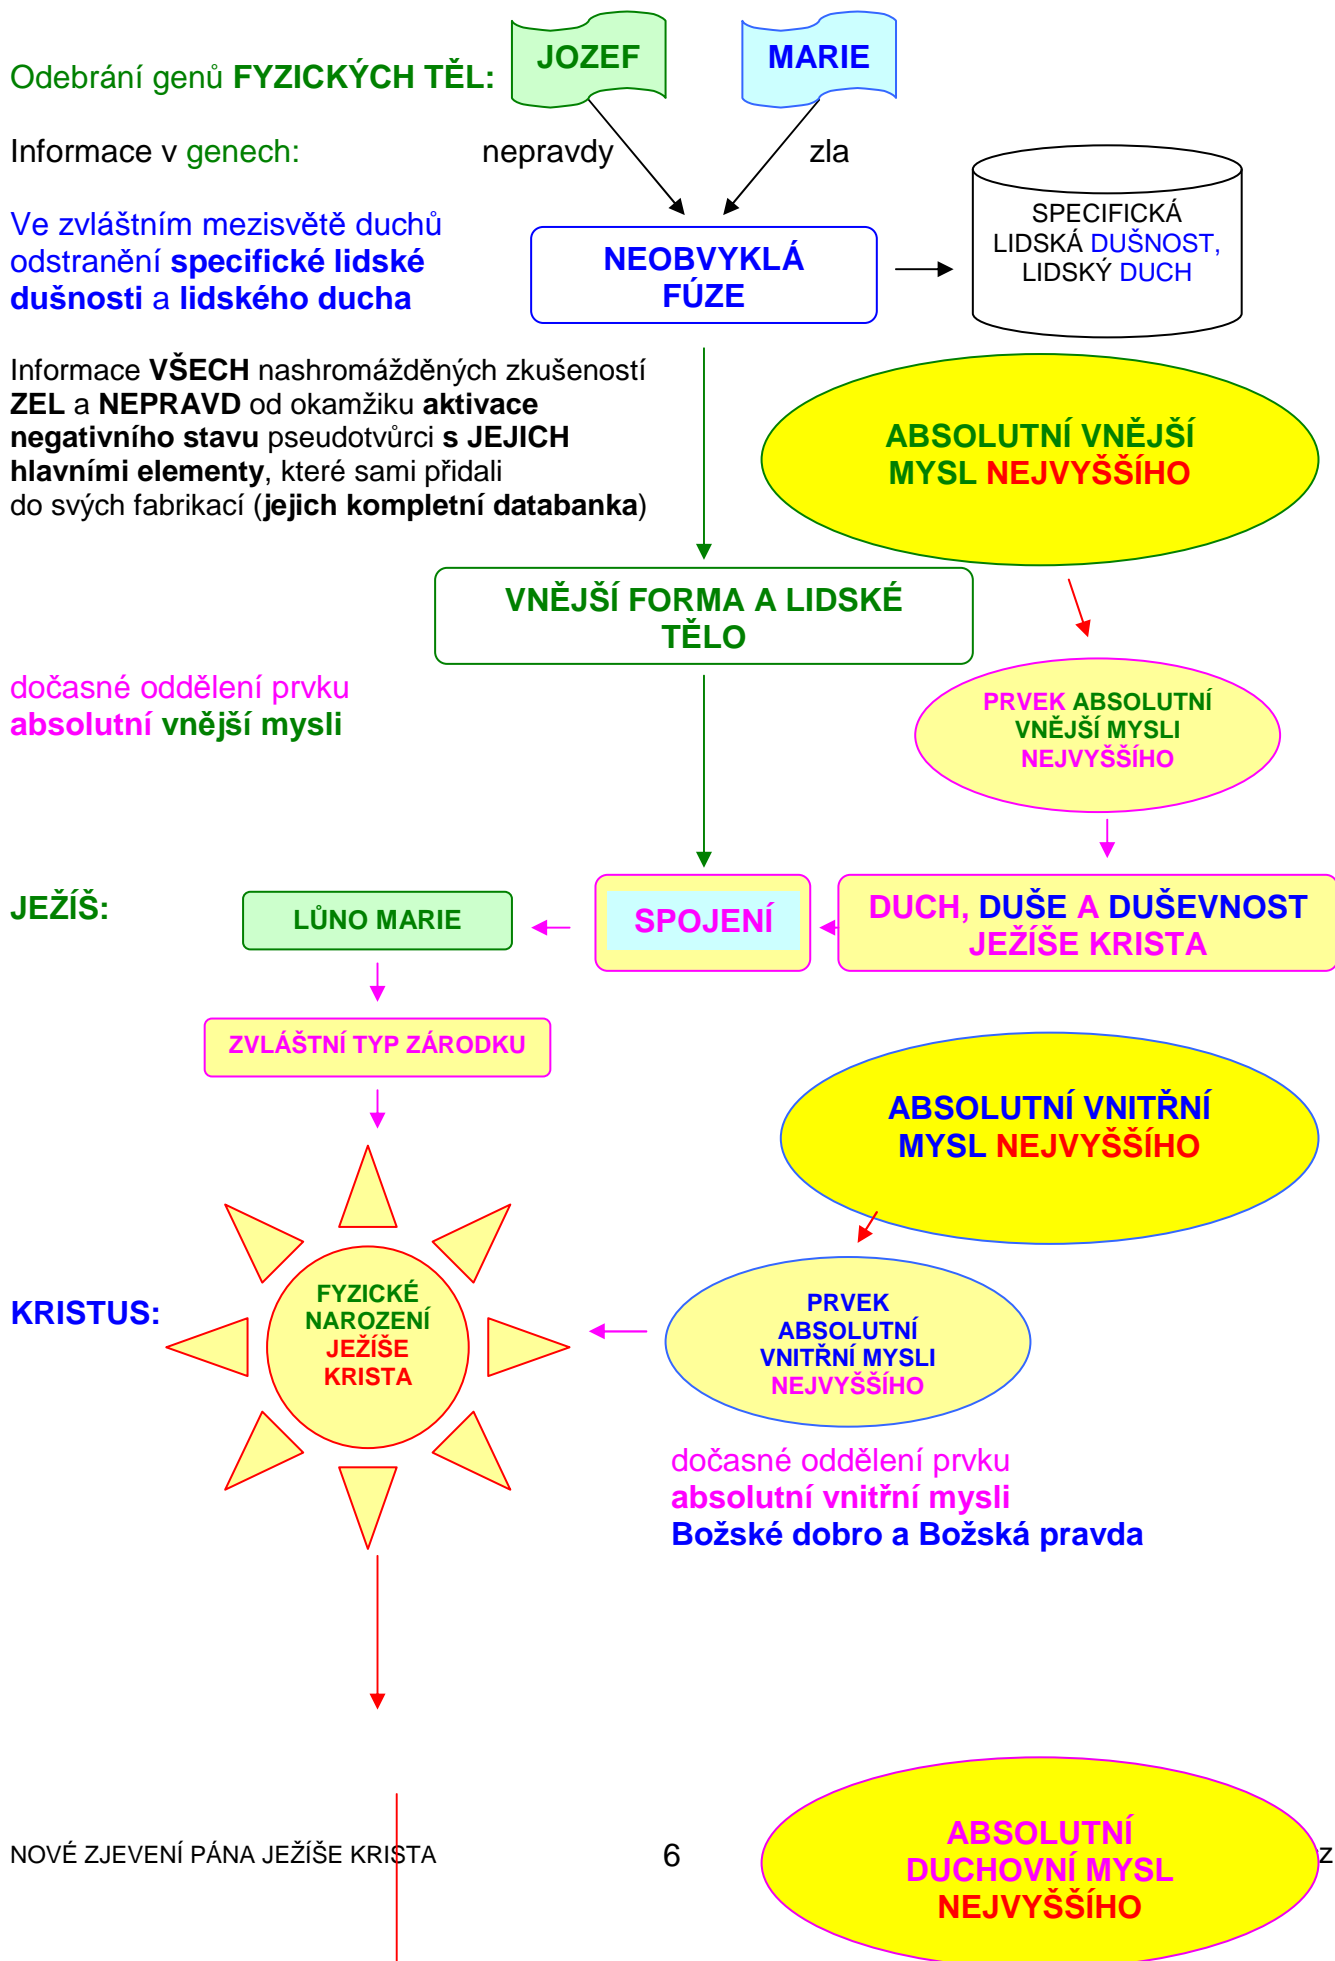 JOZEF
MARIE
Odebrání genů FYZICKÝCH TĚL:
Informace v genech:
nepravdy
zla
SPECIFICKÁ
LIDSKÁ DUŠNOST,
LIDSKÝ DUCH
Ve zvláštním mezisvětě duchů
odstranění specifické lidské
dušnosti a lidského ducha
NEOBVYKLÁ
FÚZE
Informace VŠECH nashromážděných zkušeností
ZEL a NEPRAVD od okamžiku aktivace
negativního stavu pseudotvůrci s JEJICH
hlavními elementy, které sami přidali
do svých fabrikací (jejich kompletní databanka)
ABSOLUTNÍ VNĚJŠÍ
MYSL NEJVYŠŠÍHO
VNĚJŠÍ FORMA A LIDSKÉ
TĚLO
dočasné oddělení prvku
absolutní vnější mysli
PRVEK ABSOLUTNÍ
VNĚJŠÍ MYSLI
NEJVYŠŠÍHO
JEŽÍŠ:
LŮNO MARIE
SPOJENÍ
DUCH, DUŠE A DUŠEVNOST
JEŽÍŠE KRISTA
ZVLÁŠTNÍ TYP ZÁRODKU
ABSOLUTNÍ VNITŘNÍ
MYSL NEJVYŠŠÍHO
KRISTUS:
FYZICKÉ
NAROZENÍ
JEŽÍŠE
KRISTA
PRVEK
ABSOLUTNÍ
VNITŘNÍ MYSLI
NEJVYŠŠÍHO
dočasné oddělení prvku
absolutní vnitřní mysli
Božské dobro a Božská pravda
ABSOLUTNÍ
DUCHOVNÍ MYSL
NEJVYŠŠÍHO
NOVÉ ZJEVENÍ PÁNA JEŽÍŠE KRISTA
6
z